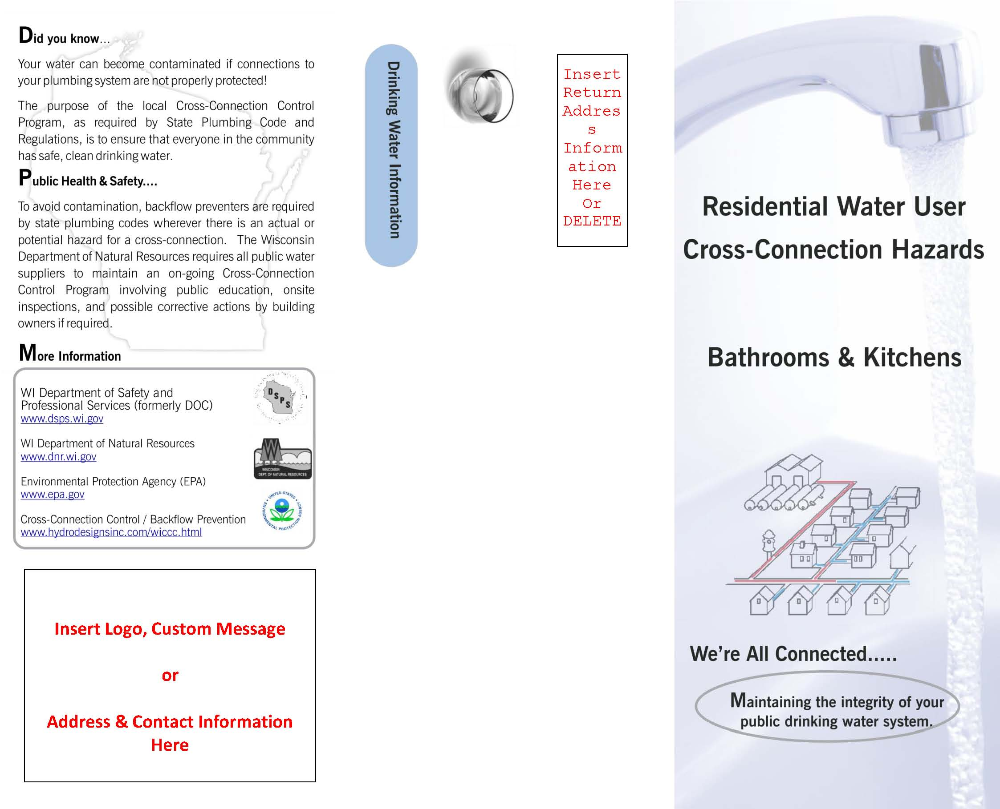 Did you know...
Your water can become contaminated if connections to
your plumbing system are not properly protected!
The purpose of the local Cross-Connection Control
Program, as required by State Plumbing Code and
Regulations, is to ensure that everyone in the community
has safe, clean drinking water.
Public Health & Safety....
To avoid contamination, backflow preventers are required
by state plumbing codes wherever there is an actual or
potential hazard for a cross-connection. The Wisconsin
Department of Natural Resources requires all public water
suppliers to maintain an on-going Cross-Connection
Control Program involving public education, onsite
inspections, and possible corrective actions by building
owners if required.
More Information
WI Department of Safety and
Professional Services (formerly DOC)
www.dsps.wi.gov
DSPS
WI Department of Natural Resources
www.dnr.wi.gov
W
WISCONSIN
DEPT. OF NATURAL RESOURCES
Environmental Protection Agency (EPA)
www.epa.gov
UNITED STATES
ENVIRONMENTAL PROTECTION AGENCY
Cross-Connection Control / Backflow Prevention
www.hydrodesignsinc.com/wiccc.html
Insert Logo, Custom Message
or
Address & Contact Information
Here
Drinking Water Information
Insert
Return
Addres
s
Inform
ation
Here
Or
DELETE
Residential Water User
Cross-Connection Hazards
Bathrooms & Kitchens
We're All Connected.....
Maintaining the integrity of your
public drinking water system.